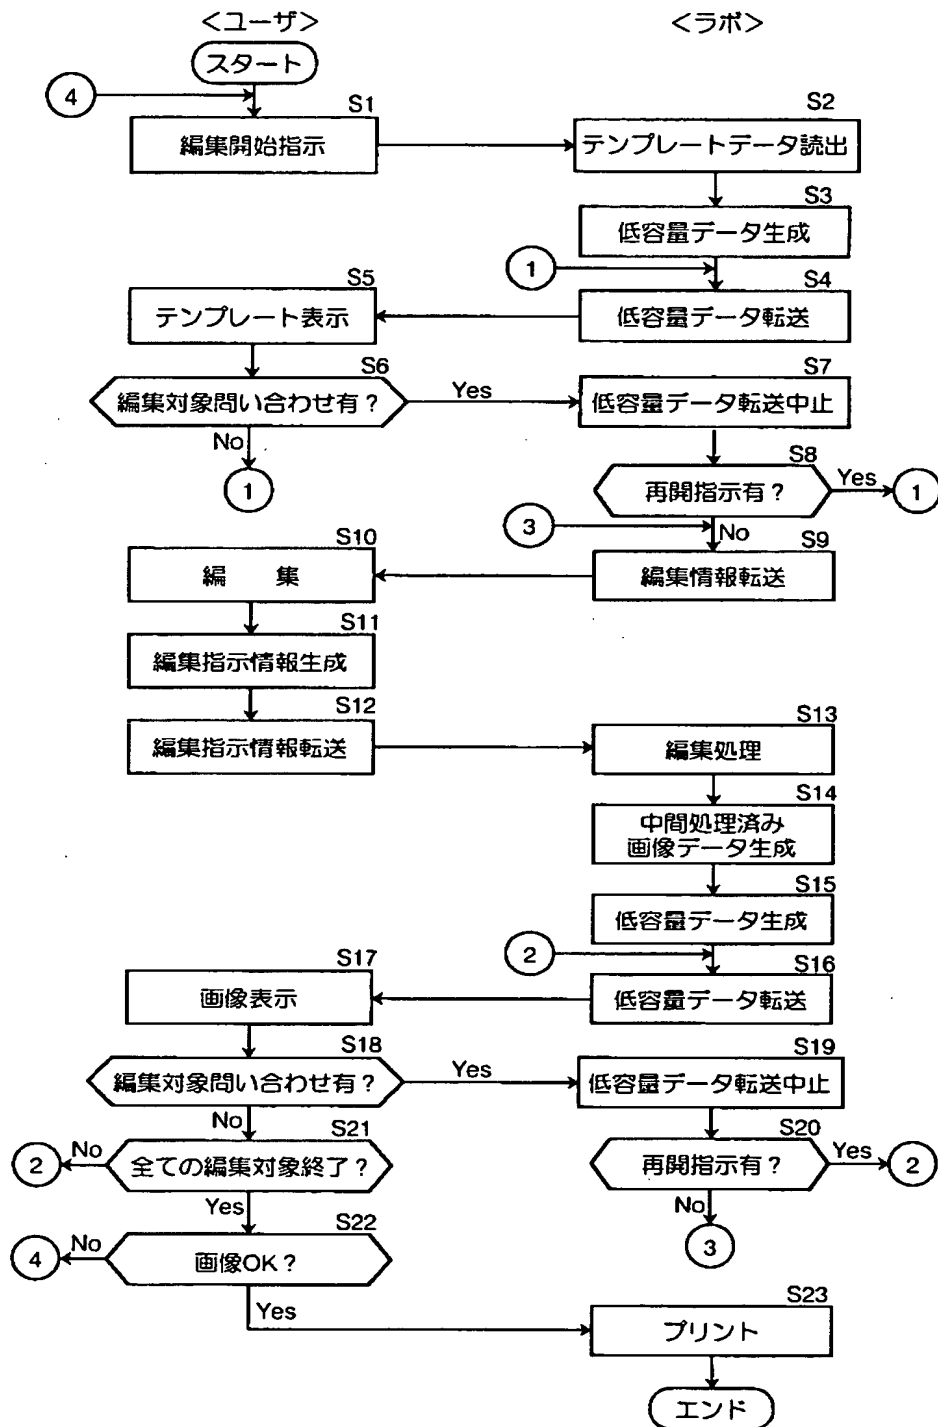 <ユーザ>
<ラボ>
スタート
4
S1
編集開始指示
S2
テンプレートデータ読出
S3
低容量データ生成
1
S4
低容量データ転送
S5
テンプレート表示
S6
編集対象問い合わせ有?
Yes
No
1
S7
低容量データ転送中止
S8
再開指示有?
Yes
1
No
3
S9
編集情報転送
S10
編 集
S11
編集指示情報生成
S12
編集指示情報転送
S13
編集処理
S14
中間処理済み
画像データ生成
S15
低容量データ生成
2
S16
低容量データ転送
S17
画像表示
S18
編集対象問い合わせ有?
Yes
No
S19
低容量データ転送中止
S20
再開指示有?
Yes
2
No
3
S21
全ての編集対象終了?
No
2
Yes
S22
画像OK?
No
4
Yes
S23
プリント
エンド